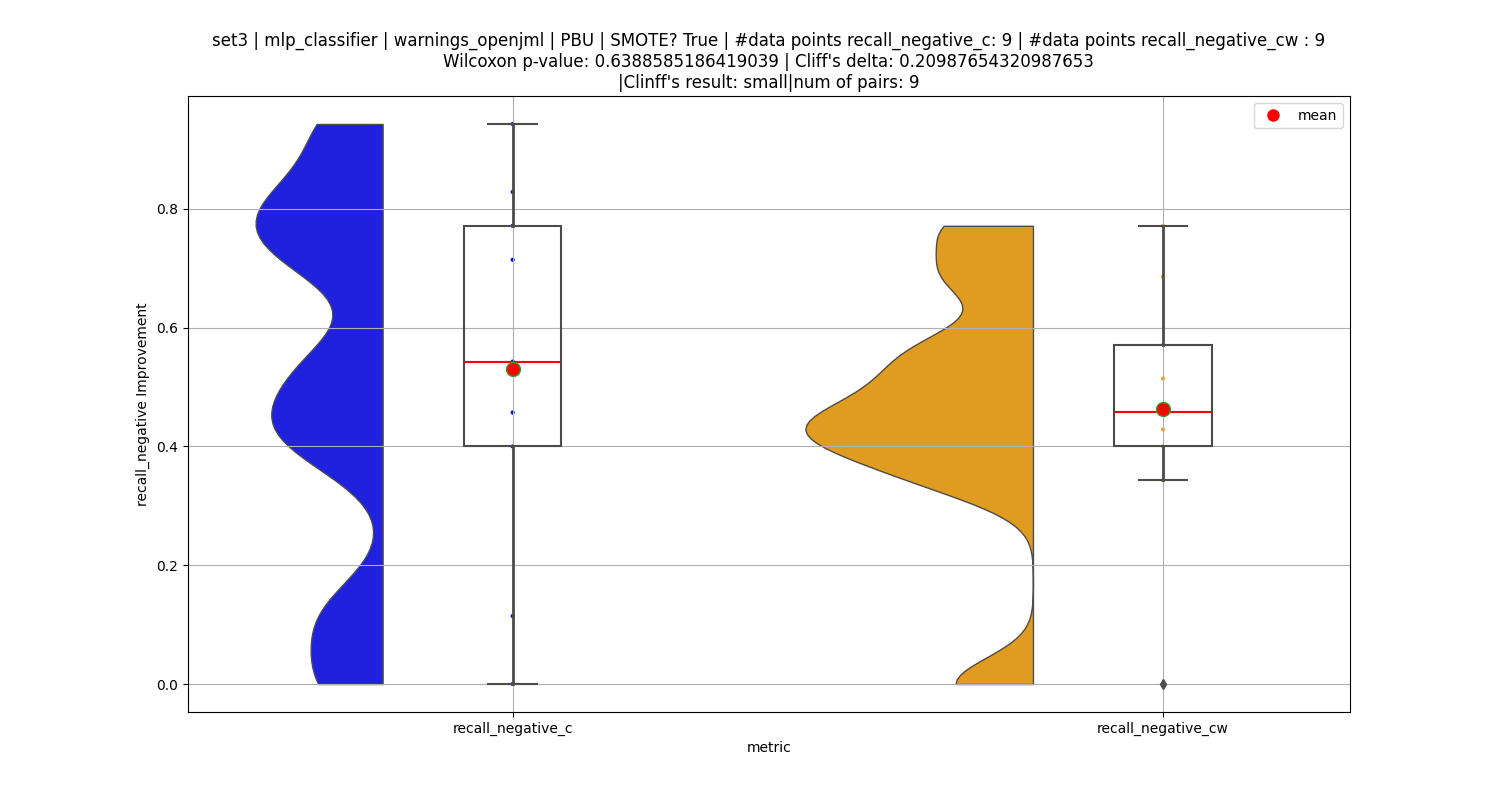 set3 | mlp_classifier | warnings_openjml | PBU | SMOTE? True | #data points recall_negative_c: 9 | #data points recall_negative_cw : 9
Wilcoxon p-value: 0.6388585186419039 | Cliff's delta: 0.20987654320987653
|Clinff's result: small|num of pairs: 9
mean
0.8
0.6
0.4
0.2
0.0
recall_negative Improvement
recall_negative_c
recall_negative_cw
metric